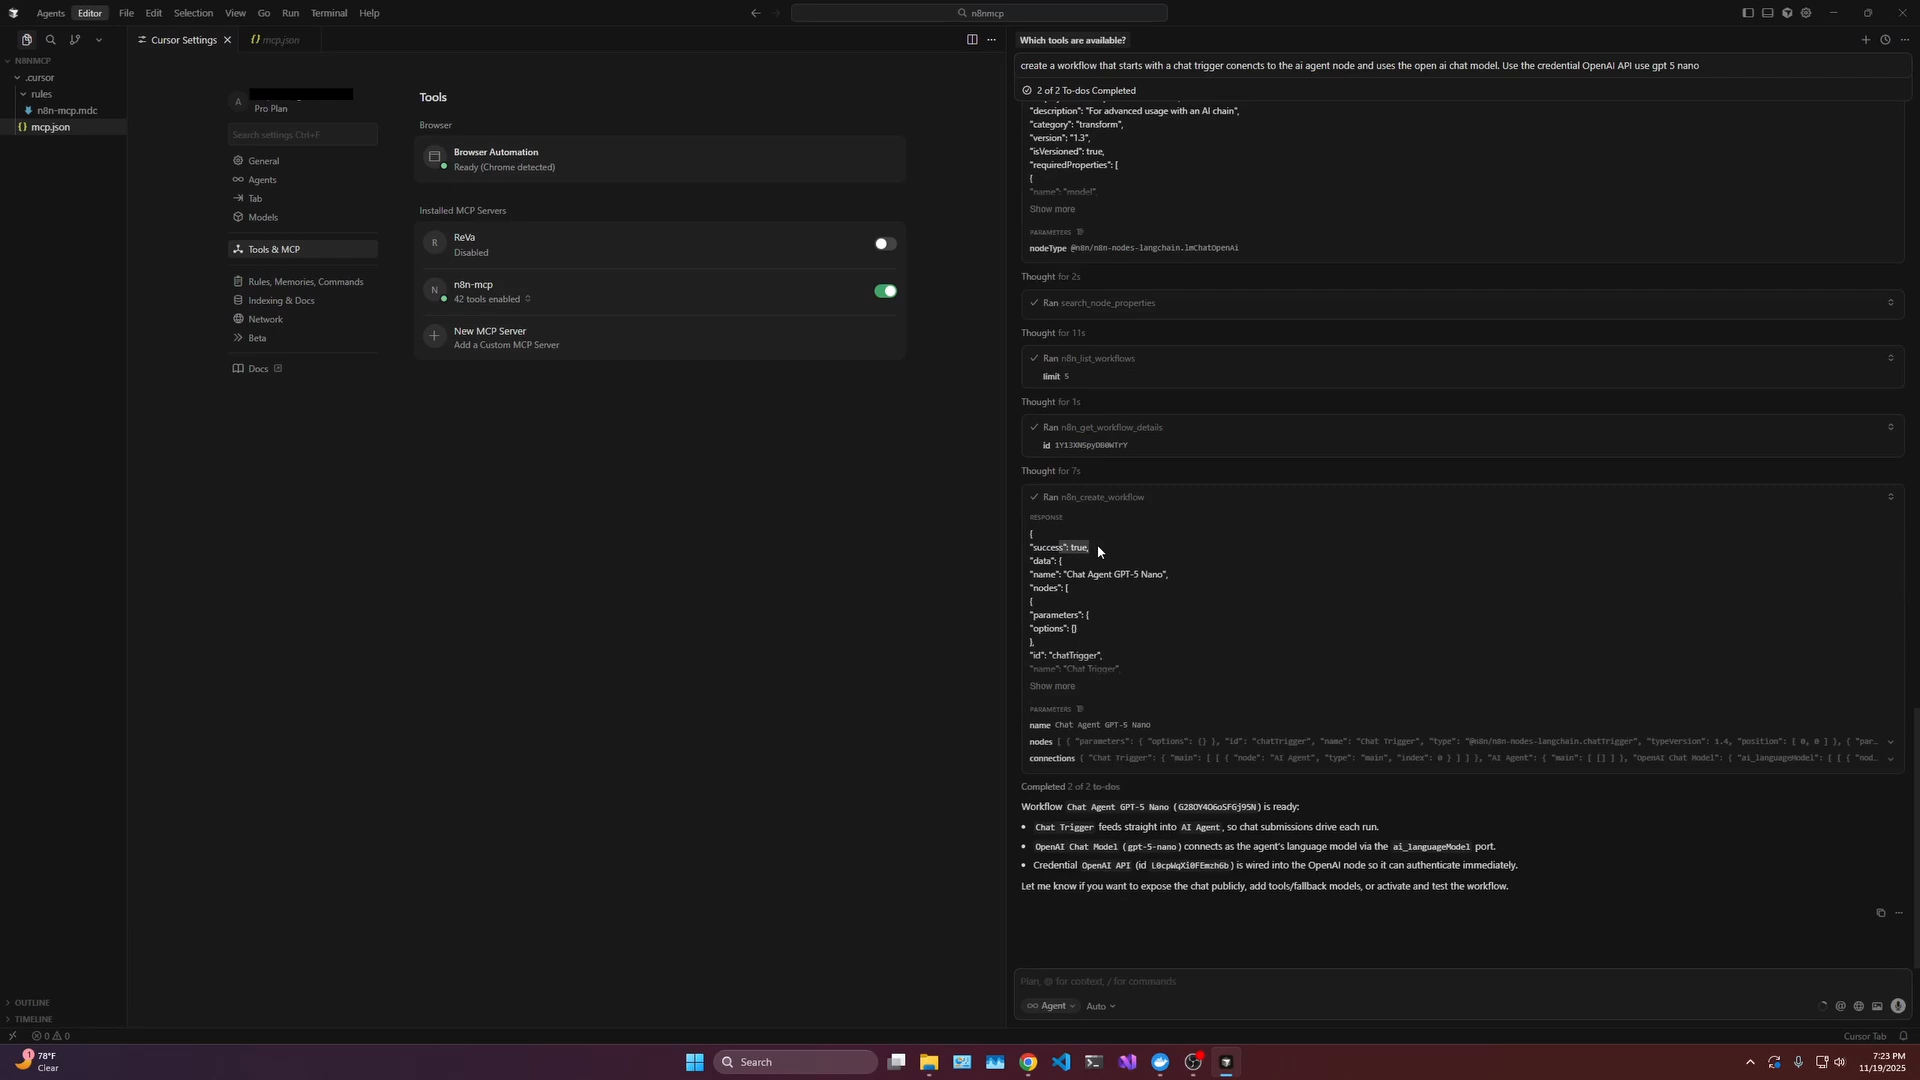 Agents Editor File Edit Selection View Go Run Terminal Help
n8nmcp
N8NMCP
.cursor
rules
n8n-mcp.mdc
mcp.json
Cursor Settings
mcp.json
A
Pro Plan
Search settings Ctrl+F
General
Agents
Tab
Models
Tools & MCP
Rules, Memories, Commands
Indexing & Docs
Network
Beta
Docs
Tools
Browser
Browser Automation
Ready (Chrome detected)
Installed MCP Servers
R
ReVa
Disabled
N
n8n-mcp
42 tools enabled
New MCP Server
Add a Custom MCP Server
Which tools are available?
create a workflow that starts with a chat trigger conencts to the ai agent node and uses the open ai chat model. Use the credential OpenAI API use gpt 5 nano
2 of 2 To-dos Completed
"description": "For advanced usage with an AI chain",
"category": "transform",
"version": "1.3",
"isVersioned": true,
"requiredProperties": [
{
"name": "model",
Show more
PARAMETERS
nodeType @n8n/n8n-nodes-langchain.lmChatOpenAi
Thought for 2s
Ran search_node_properties
Thought for 11s
Ran n8n_list_workflows
limit 5
Thought for 1s
Ran n8n_get_workflow_details
id 1Y13XNSpyDB0WTrY
Thought for 7s
Ran n8n_create_workflow
RESPONSE
{
"success": true,
"data": {
"name": "Chat Agent GPT-5 Nano",
"nodes": [
{
"parameters": {
"options": {}
},
"id": "chatTrigger",
"name": "Chat Trigger",
Show more
PARAMETERS
name Chat Agent GPT-5 Nano
nodes [ { "parameters": { "options": {} }, "id": "chatTrigger", "name": "Chat Trigger", "type": "@n8n/n8n-nodes-langchain.chatTrigger", "typeVersion": 1.4, "position": [ 0, 0 ] }, { "par...
connections { "Chat Trigger": { "main": [ [ { "node": "AI Agent", "type": "main", "index": 0 } ] ] }, "AI Agent": { "main": [ [] ] }, "OpenAI Chat Model": { "ai_languageModel": [ [ { "nod...
Completed 2 of 2 to-dos
Workflow Chat Agent GPT-5 Nano (G28OY4O6oSFGj95N) is ready:
• Chat Trigger feeds straight into AI Agent, so chat submissions drive each run.
• OpenAI Chat Model (gpt-5-nano) connects as the agent's language model via the ai_languageModel port.
• Credential OpenAI API (id L0cpWqXi0FEmzh6b) is wired into the OpenAI node so it can authenticate immediately.
Let me know if you want to expose the chat publicly, add tools/fallback models, or activate and test the workflow.
Plan, @ for context, / for commands
Agent Auto
OUTLINE
TIMELINE
0 0
Cursor Tab
1
78°F
Clear
Search
7:23 PM
11/19/2025